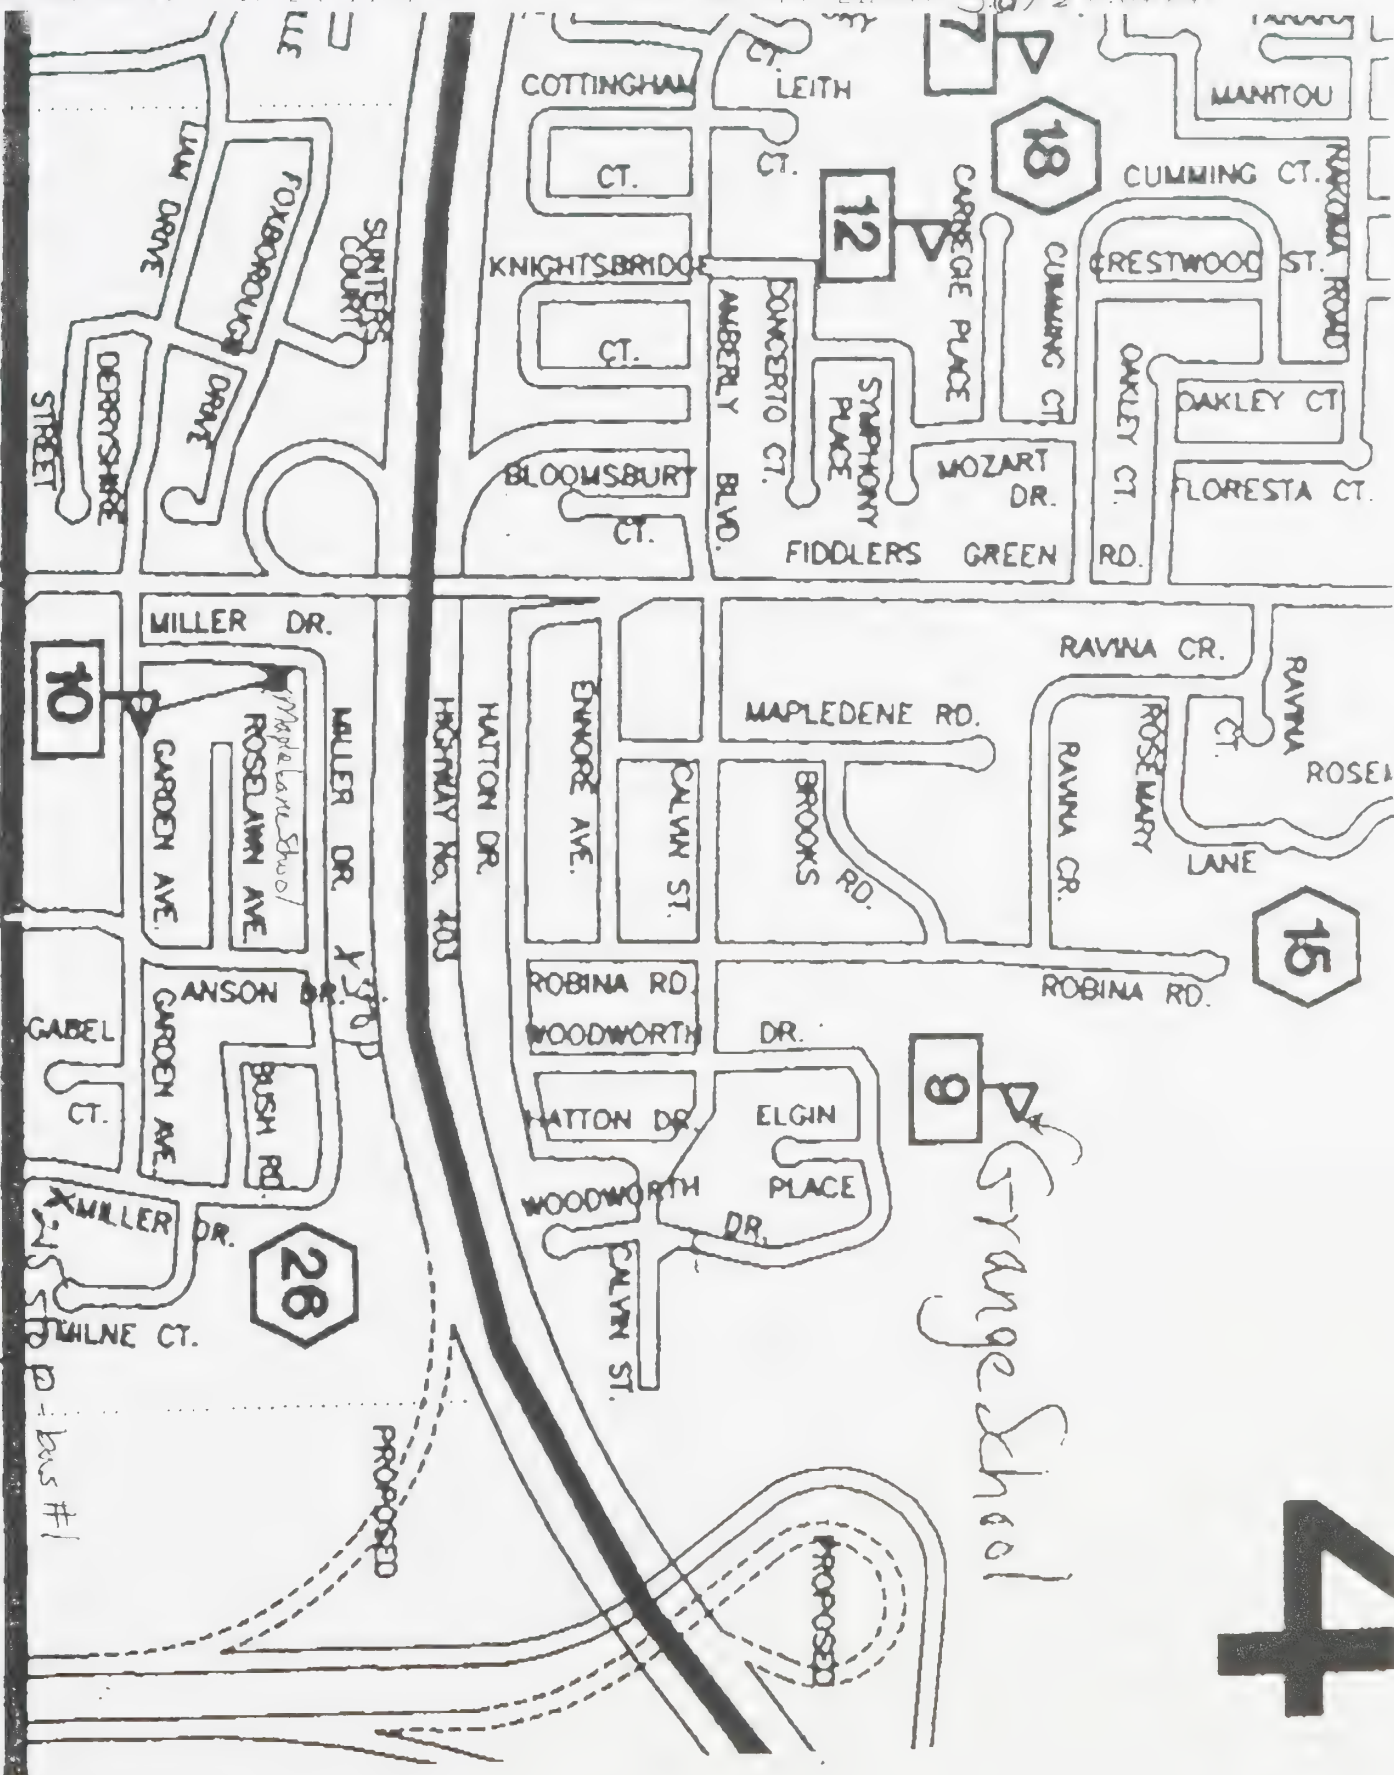 CT.
LEITH
17
COTTINGHAM
MANITOU
18
CT.
CT.
CUMMING CT.
NAKOMA ROAD
LIAM DRIVE
FOXBOROUGH
DRIVE
SUNTERS
COURT
12
CARNEGIE PLACE
CUMMING CT.
CRESTWOOD ST.
KNIGHTSBRIDGE
CT.
AMBERLY BLVD.
CONCERTO CT.
SYMPHONY
PLACE
OAKLEY CT.
OAKLEY CT
DERRYSHIRE
STREET
BLOOMSBURY
CT.
MOZART
DR.
FLORESTA CT.
FIDDLERS GREEN RD.
MILLER DR.
10
GARDEN AVE.
ROSELAWN AVE.
MILLER DR.
HIGHWAY No. 403
HATTON DR.
ENMORE AVE.
CALVIN ST.
MAPLEDENE RD.
BROOKS
RD.
RAVINA CR.
RAVINA
CT.
RAVINA CR.
ROSEMARY
LANE
15
ANSON DR.
X Stop
GABEL
CT.
GARDEN AVE.
BUSH RD.
ROBINA RD.
ROBINA RD.
WOODWORTH DR.
HATTON DR.
ELGIN
PLACE
9
Grange School
X MILLER DR.
26
WOODWORTH
DR.
CALVIN ST.
MILNE CT.
bus #1
PROPOSED
PROPOSED
4